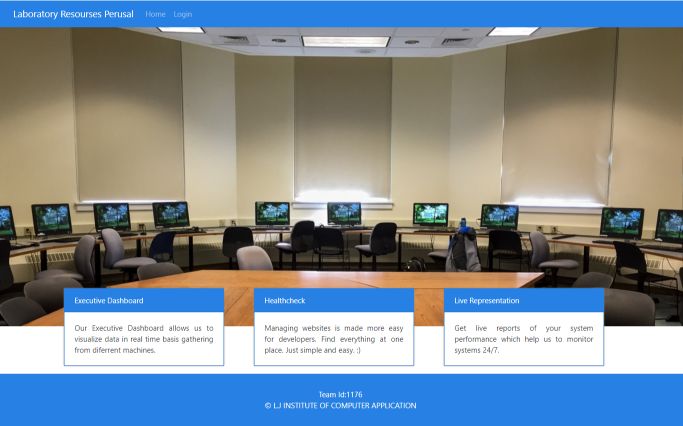 Laboratory Resourses Perusal Home Login
Executive Dashboard
Our Executive Dashboard allows us to
visualize data in real time basis gathering
from diferrent machines.
Healthcheck
Managing websites is made more easy
for developers. Find everything at one
place. Just simple and easy. :)
Live Representation
Get live reports of your system
performance which help us to monitor
systems 24/7.
Team Id:1176
© LJ INSTITUTE OF COMPUTER APPLICATION